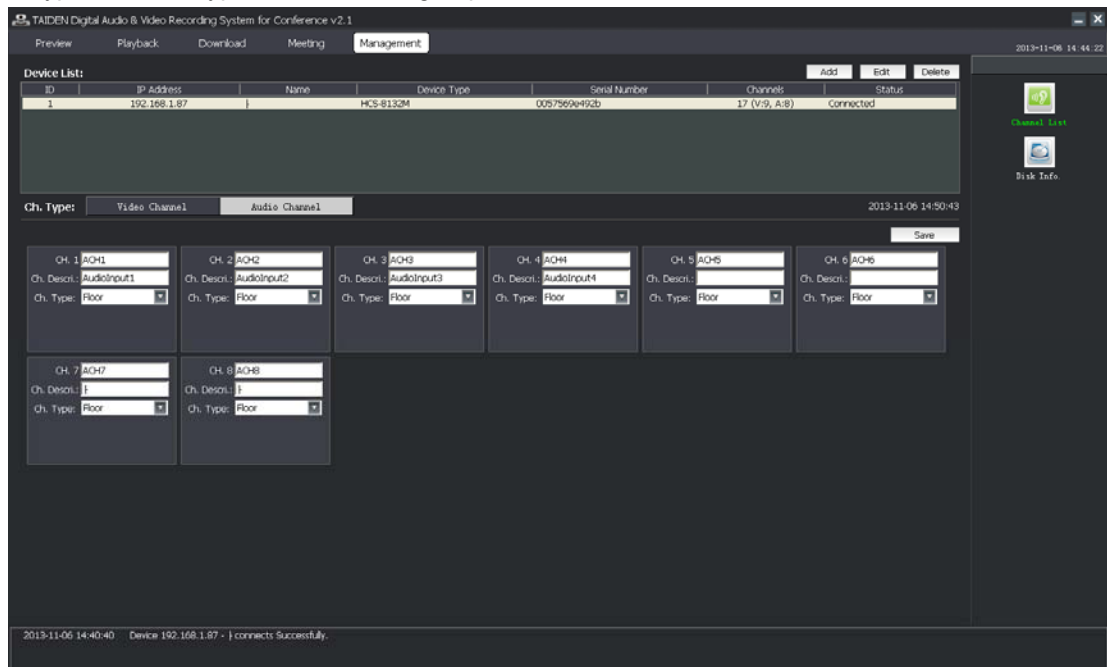 TAIDEN Digital Audio & Video Recording System for Conference v2.1
Preview Playback Download Meeting Management
2013-11-06 14:44:22
Device List: Add Edit Delete
ID IP Address Name Device Type Serial Number Channels Status
1 192.168.1.87 HCS-8132M 0057569e492b 17 (V:9, A:8) Connected
Channel List
Disk Info.
Ch. Type: Video Channel Audio Channel 2013-11-06 14:50:43
Save
CH. 1 ACH1 CH. 2 ACH2 CH. 3 ACH3 CH. 4 ACH4 CH. 5 ACH5 CH. 6 ACH6
Ch. Descri.: AudioInput1 Ch. Descri.: AudioInput2 Ch. Descri.: AudioInput3 Ch. Descri.: AudioInput4 Ch. Descri.: Ch. Descri.:
Ch. Type: Floor Ch. Type: Floor Ch. Type: Floor Ch. Type: Floor Ch. Type: Floor Ch. Type: Floor
CH. 7 ACH7 CH. 8 ACH8
Ch. Descri.: Ch. Descri.:
Ch. Type: Floor Ch. Type: Floor
2013-11-06 14:40:40 Device 192.168.1.87 - connects Successfully.